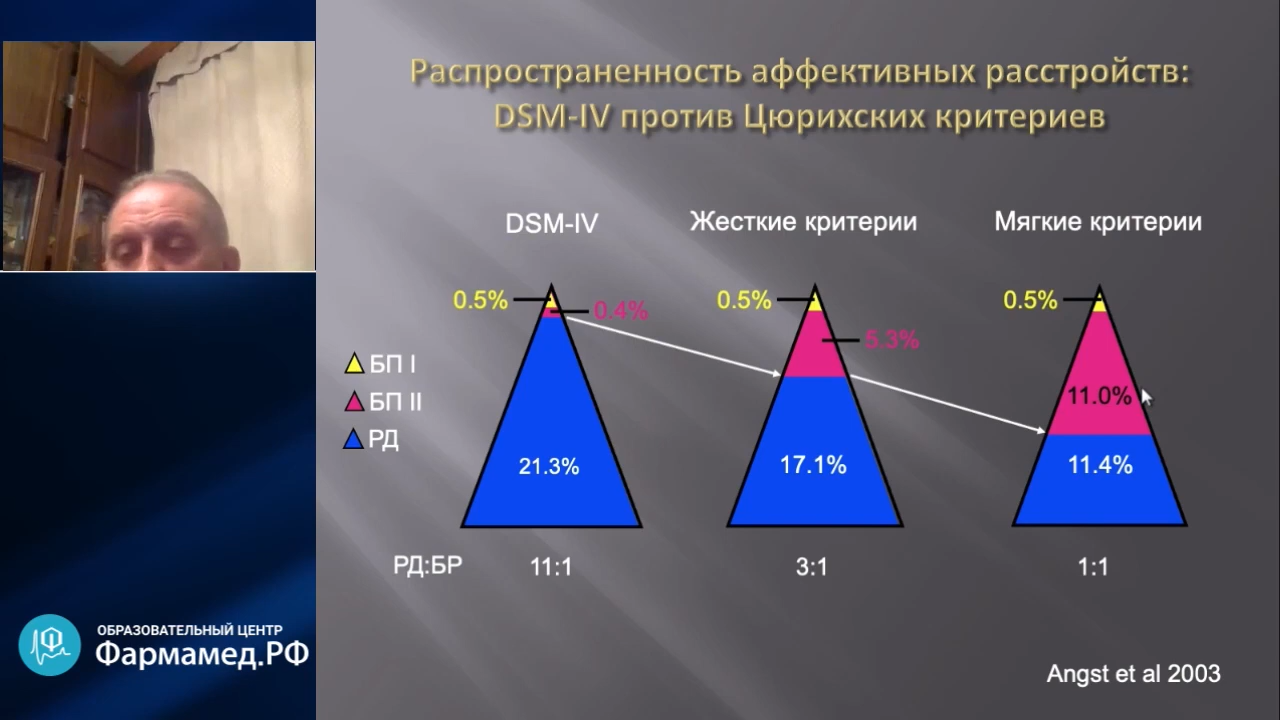 Распространенность аффективных расстройств:
DSM-IV против Цюрихских критериев
DSM-IV
Жесткие критерии
Мягкие критерии
0.5%
0.4%
0.5%
5.3%
0.5%
11.0%
БП I
БП II
РД
21.3%
17.1%
11.4%
РД:БР
11:1
3:1
1:1
Angst et al 2003
ОБРАЗОВАТЕЛЬНЫЙ ЦЕНТР
Фармамед.РФ